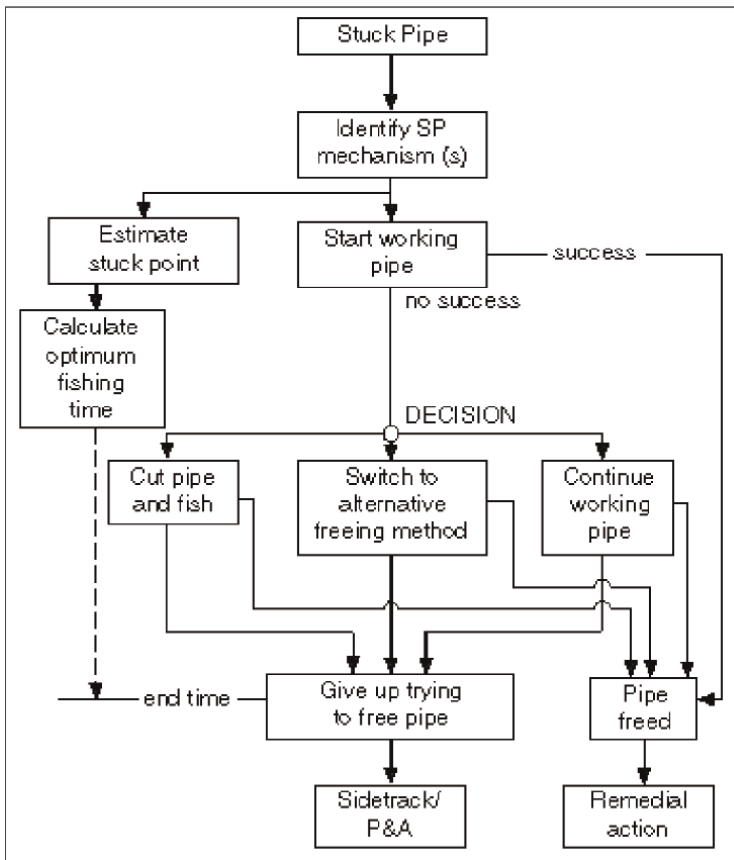 Stuck Pipe
Identify SP
mechanism (s)
Estimate
stuck point
Start working
pipe
success
no success
Calculate
optimum
fishing
time
DECISION
Cut pipe
and fish
Switch to
alternative
freeing method
Continue
working
pipe
end time
Give up trying
to free pipe
Pipe
freed
Sidetrack/
P&A
Remedial
action